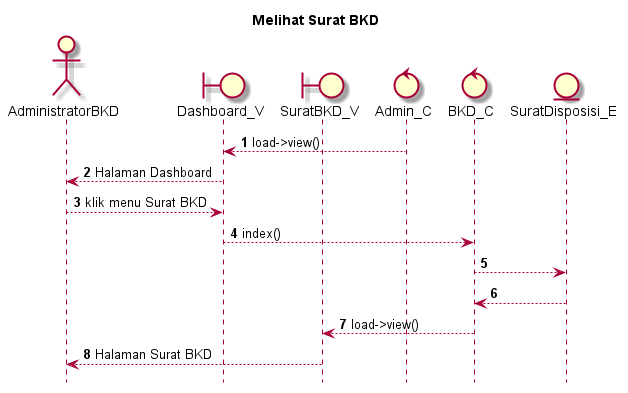 Melihat Surat BKD
AdministratorBKD
Dashboard_V
SuratBKD_V
Admin_C
BKD_C
SuratDisposisi_E
1 load->view()
2 Halaman Dashboard
3 klik menu Surat BKD
4 index()
5
6
7 load->view()
8 Halaman Surat BKD